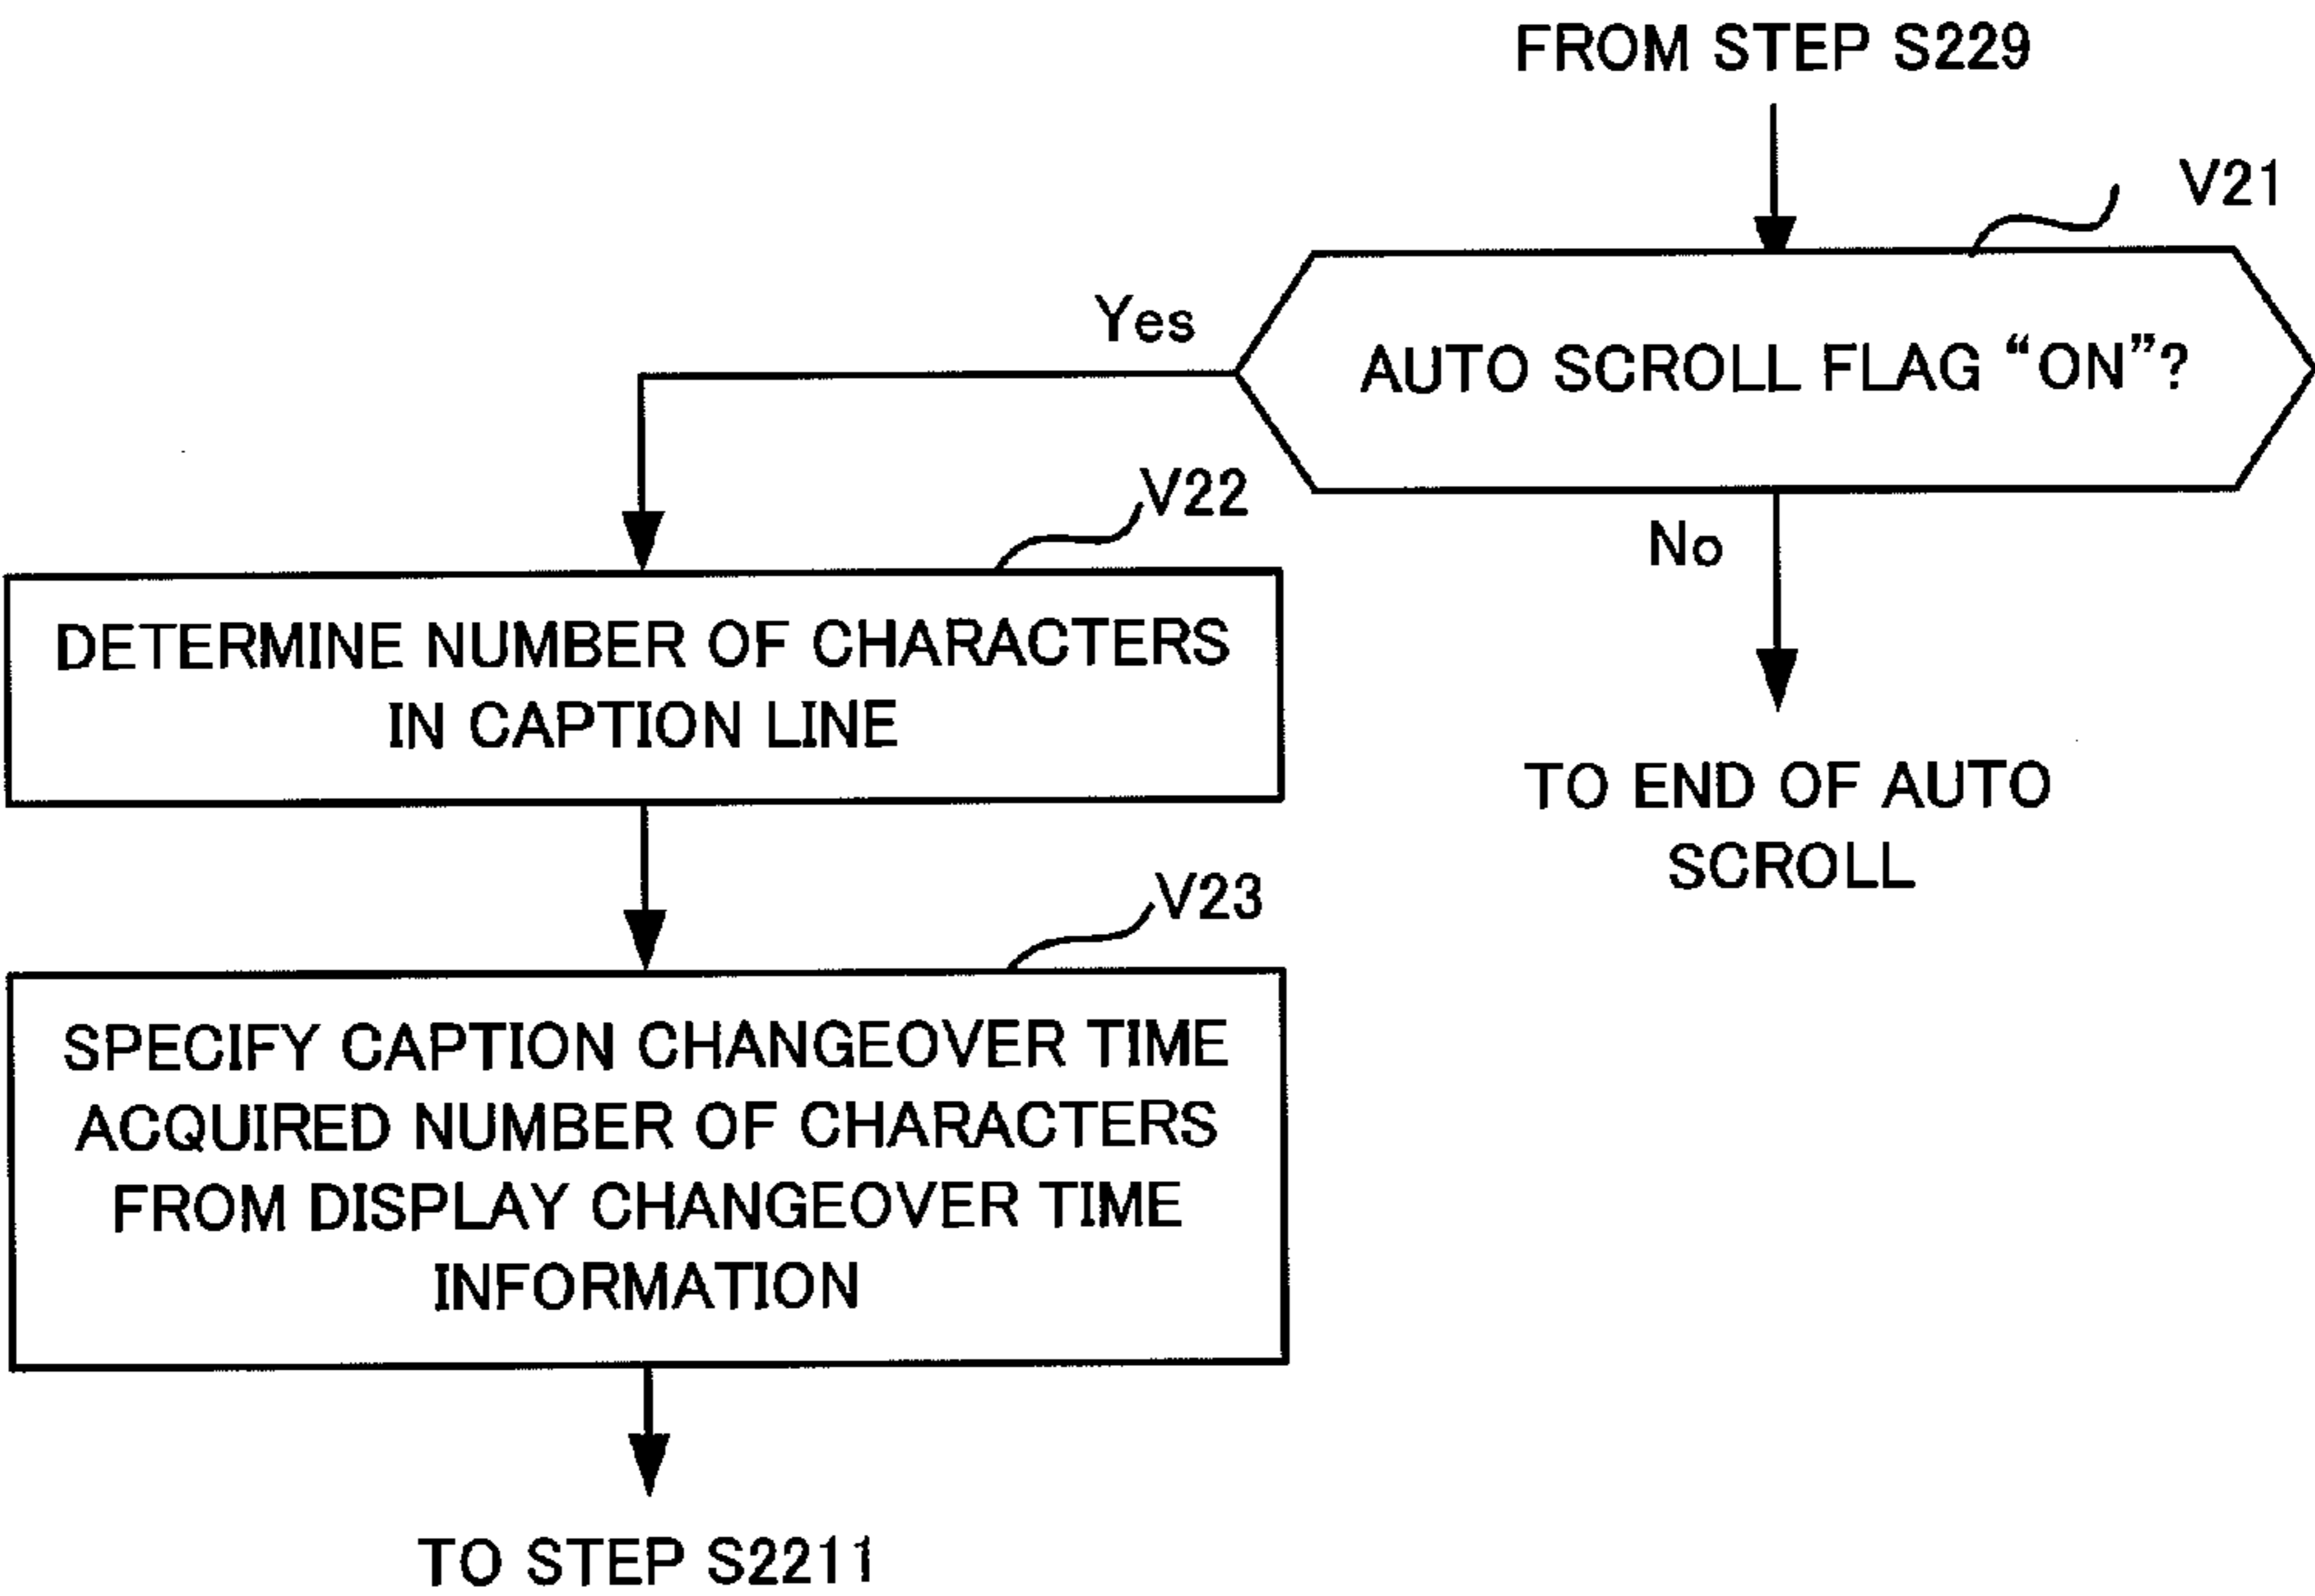 FROM STEP S229
V21
AUTO SCROLL FLAG “ON”?
Yes
No
V22
DETERMINE NUMBER OF CHARACTERS
IN CAPTION LINE
TO END OF AUTO
SCROLL
V23
SPECIFY CAPTION CHANGEOVER TIME
ACQUIRED NUMBER OF CHARACTERS
FROM DISPLAY CHANGEOVER TIME
INFORMATION
TO STEP S2211